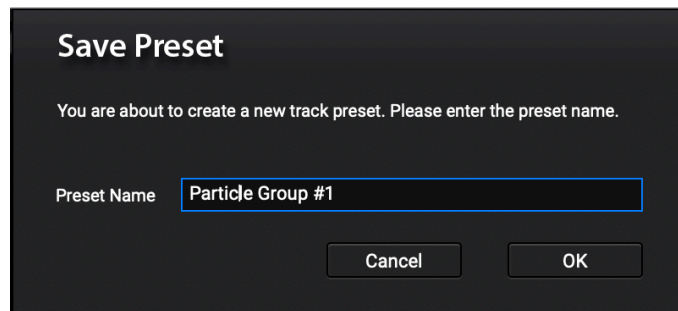 Save Preset
You are about to create a new track preset. Please enter the preset name.
Preset Name Particle Group #1
Cancel OK